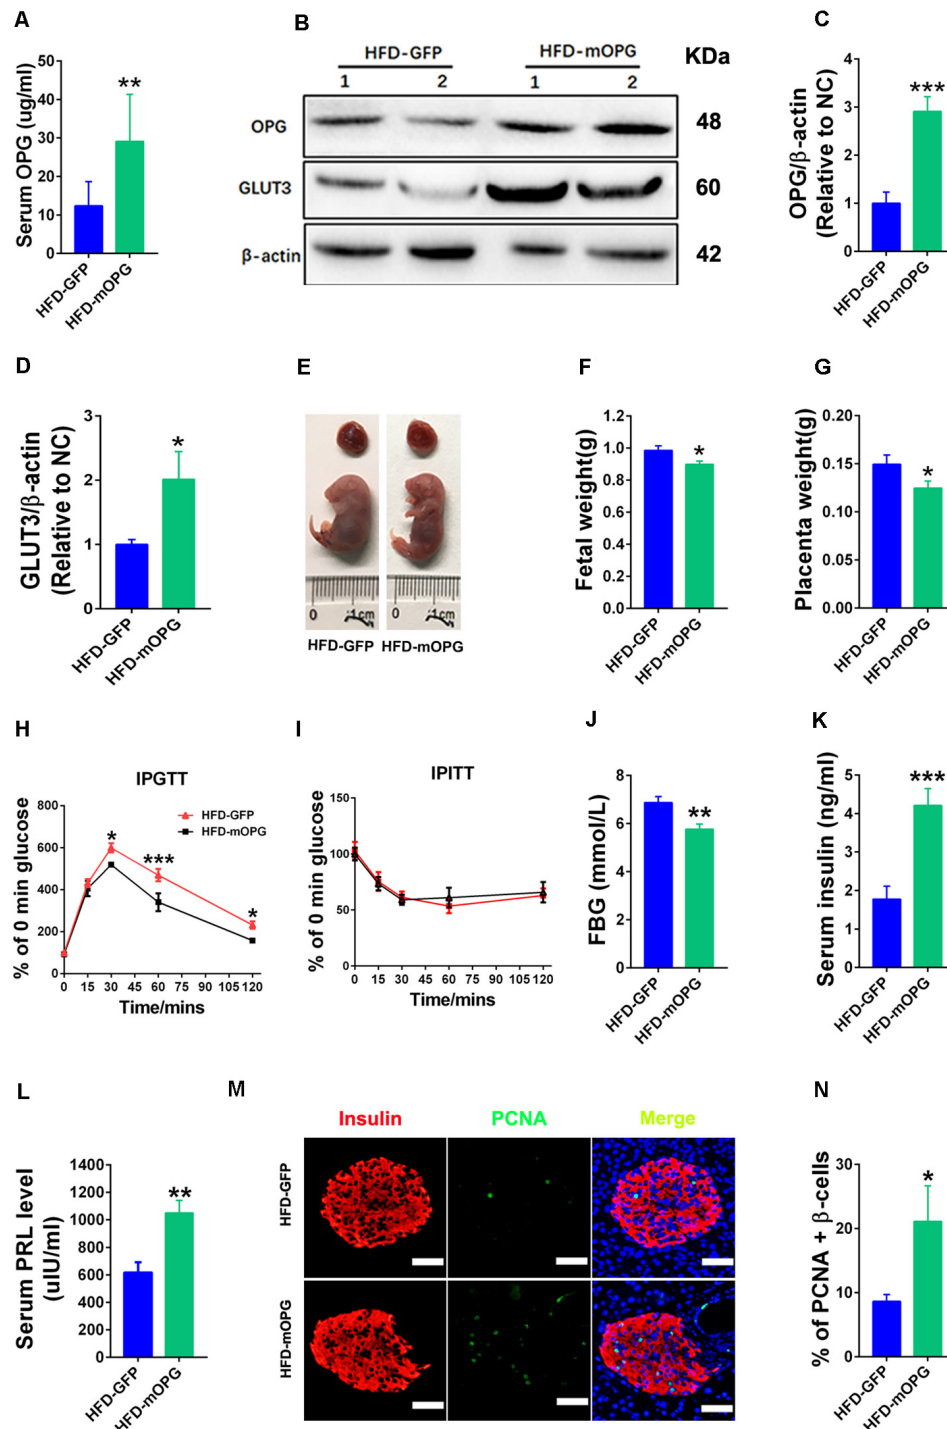 A
Serum OPG (ug/ml)
50
40
30
20
10
0
**
HFD-GFP
HFD-mOPG
B
HFD-GFP
HFD-mOPG
KDa
1
2
1
2
OPG
48
GLUT3
60
β-actin
42
C
OPG/β-actin
(Relative to NC)
4
3
2
1
0
***
HFD-GFP
HFD-mOPG
D
GLUT3/β-actin
(Relative to NC)
3
2
1
0
*
HFD-GFP
HFD-mOPG
E
0
1cm
0
1cm
HFD-GFP
HFD-mOPG
F
Fetal weight(g)
1.2
1.0
0.8
0.6
0.4
0.2
0.0
*
HFD-GFP
HFD-mOPG
G
Placenta weight(g)
0.20
0.15
0.10
0.05
0.00
*
HFD-GFP
HFD-mOPG
H
IPGTT
% of 0 min glucose
800
600
400
200
0
HFD-GFP
HFD-mOPG
*
***
*
0 15 30 45 60 75 90 105 120
Time/mins
I
IPITT
% of 0 min glucose
150
100
50
0
0 15 30 45 60 75 90 105 120
Time/mins
J
FBG (mmol/L)
8
6
4
2
0
**
HFD-GFP
HFD-mOPG
K
Serum insulin (ng/ml)
5
4
3
2
1
0
***
HFD-GFP
HFD-mOPG
L
Serum PRL level
(uIU/ml)
1400
1200
1000
800
600
400
200
0
**
HFD-GFP
HFD-mOPG
M
Insulin
PCNA
Merge
HFD-GFP
HFD-mOPG
N
% of PCNA + β-cells
30
20
10
0
*
HFD-GFP
HFD-mOPG